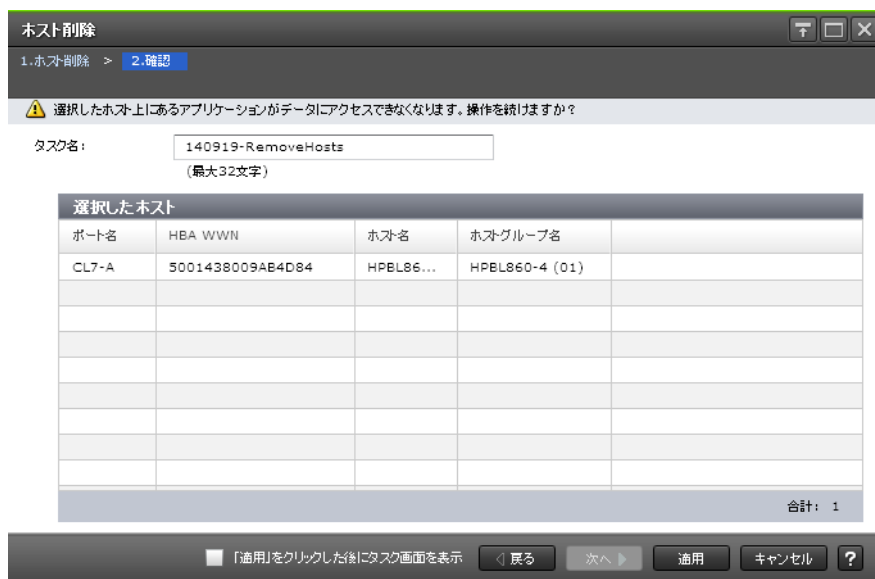 ホスト削除
1.ホスト削除 > 2.確認
選択したホスト上にあるアプリケーションがデータにアクセスできなくなります。操作を続けますか?
タスク名: 140919-RemoveHosts
(最大32文字)
選択したホスト
ポート名 HBA WWN ホスト名 ホストグループ名
CL7-A 5001438009AB4D84 HPBL86... HPBL860-4 (01)
合計: 1
「適用」をクリックした後にタスク画面を表示 戻る 次へ 適用 キャンセル ?